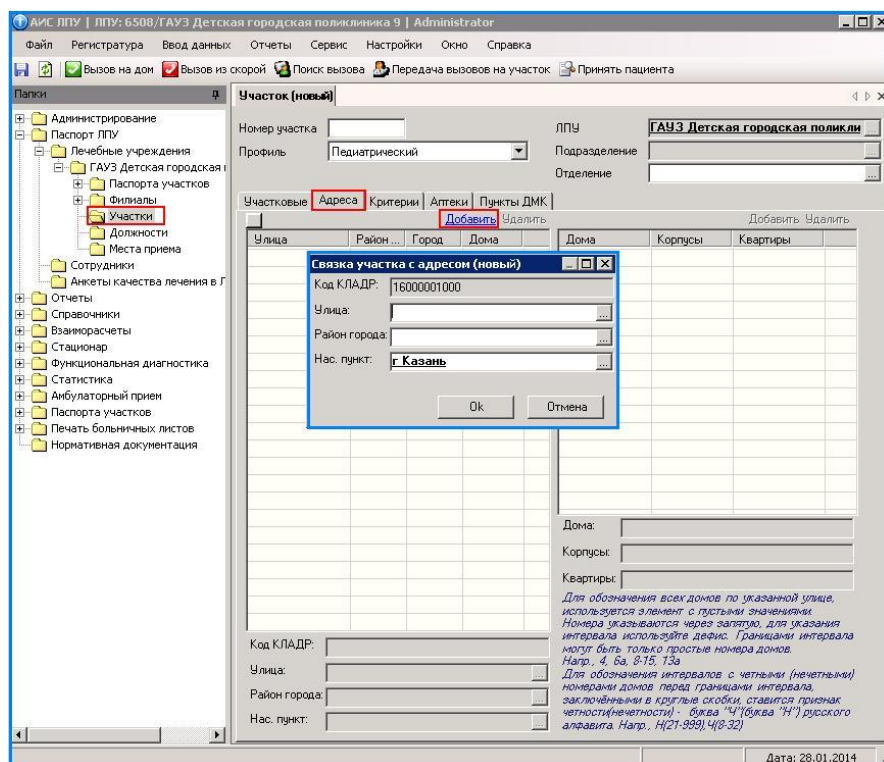 АИС ЛПУ | ЛПУ: 6508/ГАУЗ Детская городская поликлиника 9 | Administrator
Файл Регистратура Ввод данных Отчеты Сервис Настройки Окно Справка
Вызов на дом Вызов из скорой Поиск вызова Передача вызовов на участок Принять пациента
Папки
Администрирование
Паспорт ЛПУ
Лечебные учреждения
ГАУЗ Детская городская
Паспорта участков
Филиалы
Участки
Должности
Места приема
Сотрудники
Анкеты качества лечения в Л
Отчеты
Справочники
Взаиморасчеты
Стационар
Функциональная диагностика
Статистика
Амбулаторный прием
Паспорта участков
Печать больничных листов
Нормативная документация
Участок (новый)
Номер участка
Профиль Педиатрический
ЛПУ ГАУЗ Детская городская поликли ...
Подразделение ...
Отделение ...
Участковые Адреса Критерии Аптеки Пункты ДМК
Добавить Удалить
Улица Район ... Город Дома
Добавить Удалить
Дома Корпусы Квартиры
Связка участка с адресом (новый)
Код КЛАДР: 16000001000
Улица: ...
Район города: ...
Нас. пункт: г Казань ...
Ok Отмена
Код КЛАДР:
Улица: ...
Район города: ...
Нас. пункт: ...
Дома:
Корпусы:
Квартиры:
Для обозначения всех домов по указанной улице,
используется элемент с пустыми значениями.
Номера указываются через запятую, для указания
интервала используйте дефис. Границами интервала
могут быть только простые номера домов.
Напр., 4, 6а, 8-15, 13а
Для обозначения интервалов с четными (нечетными)
номерами домов перед границами интервала,
заключёнными в круглые скобки, ставится признак
четности(нечетности) - буква "Ч"(буква "Н") русского
алфавита. Напр., Н(21-999),Ч(8-32)
Дата: 28.01.2014